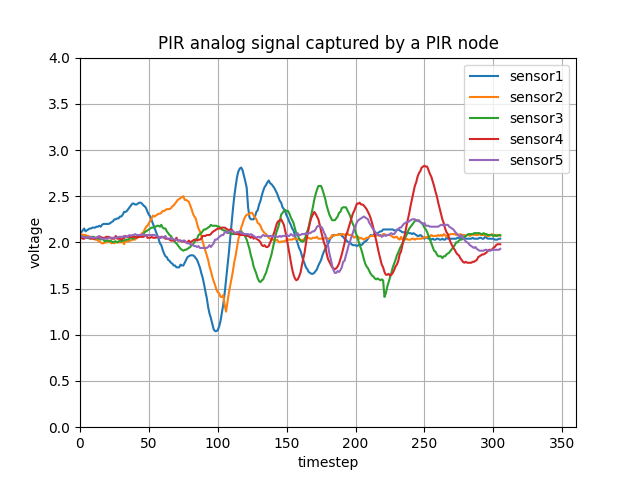 PIR analog signal captured by a PIR node
4.0
3.5
3.0
2.5
2.0
1.5
1.0
0.5
0.0
voltage
sensor1
sensor2
sensor3
sensor4
sensor5
0 50 100 150 200 250 300 350
timestep